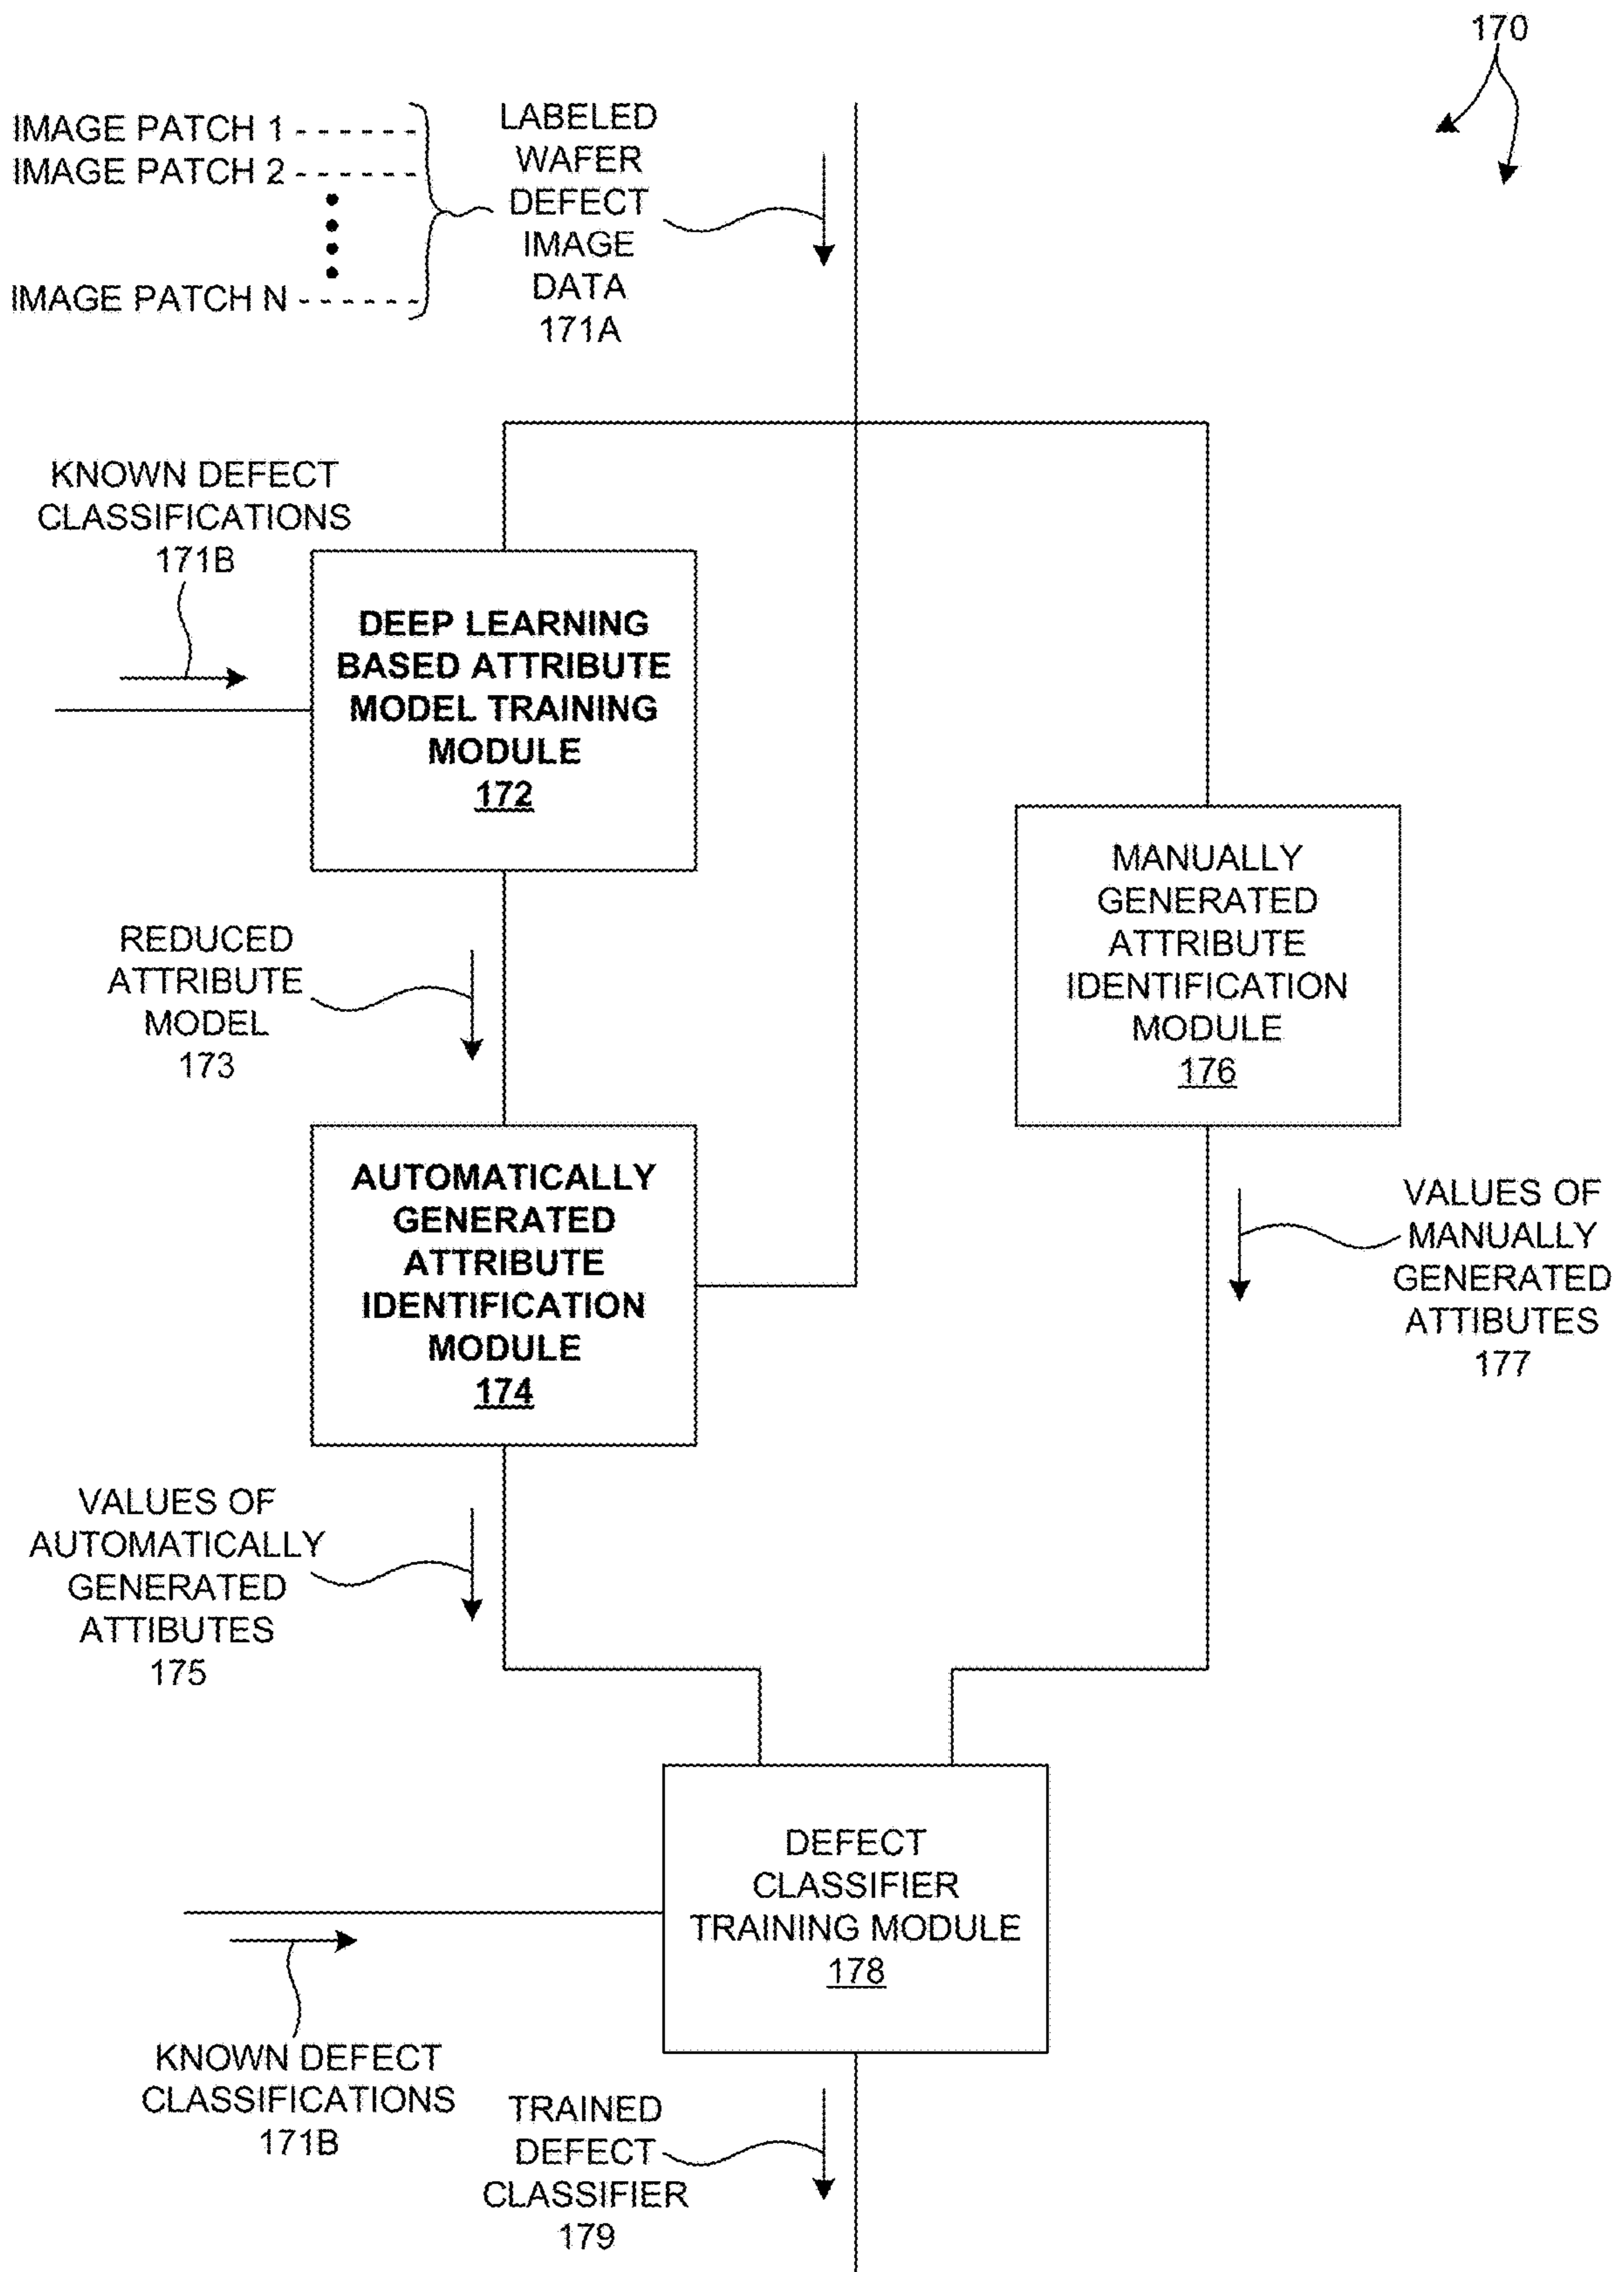 170
IMAGE PATCH 1
IMAGE PATCH 2
IMAGE PATCH N
LABELED
WAFER
DEFECT
IMAGE
DATA
171A
KNOWN DEFECT
CLASSIFICATIONS
171B
DEEP LEARNING
BASED ATTRIBUTE
MODEL TRAINING
MODULE
172
MANUALLY
GENERATED
ATTRIBUTE
IDENTIFICATION
MODULE
176
REDUCED
ATTRIBUTE
MODEL
173
AUTOMATICALLY
GENERATED
ATTRIBUTE
IDENTIFICATION
MODULE
174
VALUES OF
MANUALLY
GENERATED
ATTIBUTES
177
VALUES OF
AUTOMATICALLY
GENERATED
ATTIBUTES
175
DEFECT
CLASSIFIER
TRAINING MODULE
178
KNOWN DEFECT
CLASSIFICATIONS
171B
TRAINED
DEFECT
CLASSIFIER
179